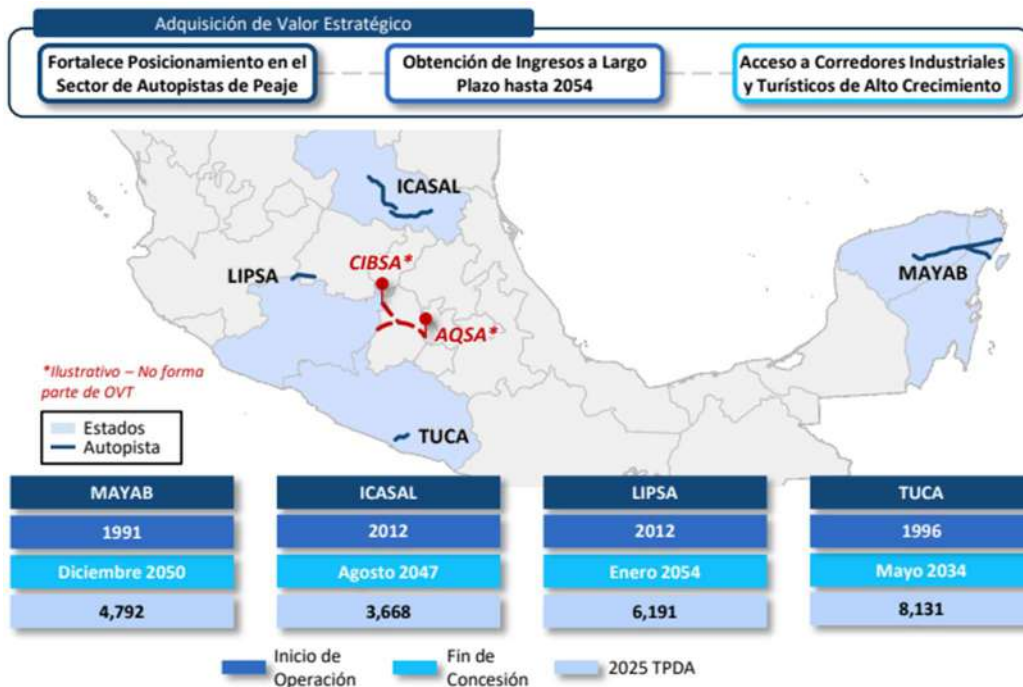 Adquisición de Valor Estratégico
Fortalece Posicionamiento en el
Sector de Autopistas de Peaje
Obtención de Ingresos a Largo
Plazo hasta 2054
Acceso a Corredores Industriales
y Turísticos de Alto Crecimiento
ICASAL
LIPSA
CIBSA*
MAYAB
AQSA*
*Ilustrativo – No forma
parte de OVT
Estados
Autopista
TUCA
MAYAB
ICASAL
LIPSA
TUCA
1991
2012
2012
1996
Diciembre 2050
Agosto 2047
Enero 2054
Mayo 2034
4,792
3,668
6,191
8,131
Inicio de
Operación
Fin de
Concesión
2025 TPDA